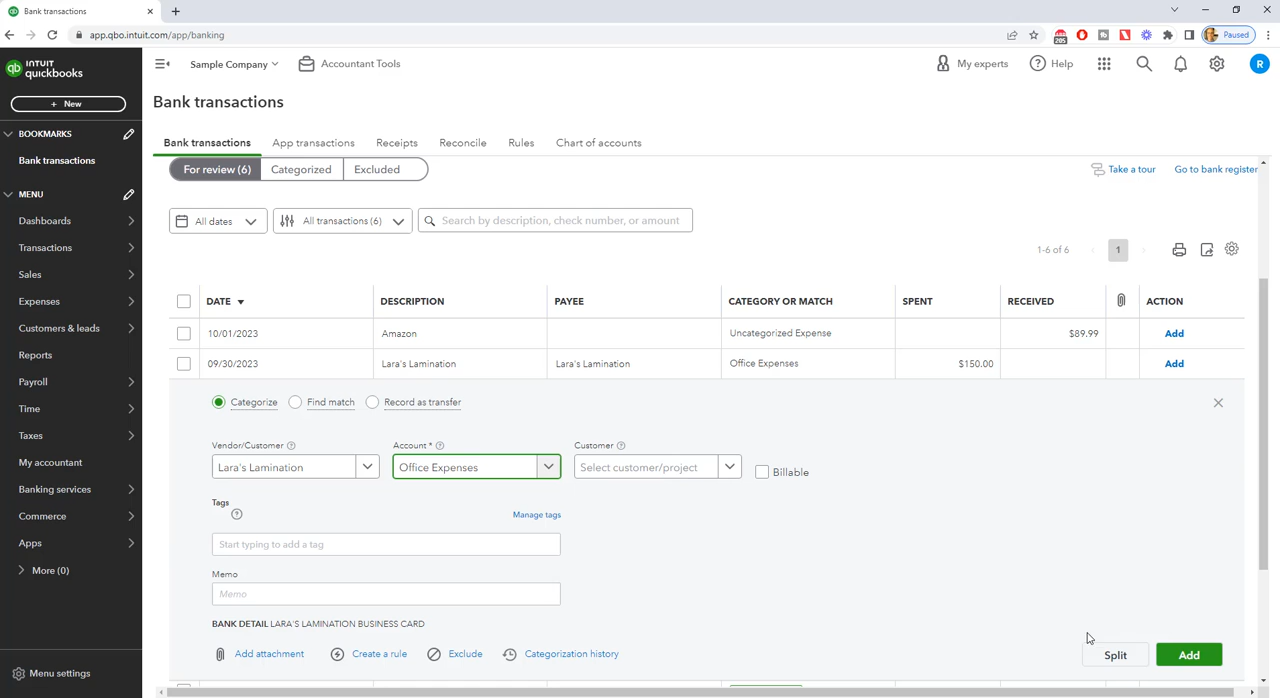 Bank transactions
app.qbo.intuit.com/app/banking
205
Paused
INTUIT
quickbooks
Sample Company
Accountant Tools
My experts
Help
R
+ New
Bank transactions
BOOKMARKS
Bank transactions
MENU
Dashboards
Transactions
Sales
Expenses
Customers & leads
Reports
Payroll
Time
Taxes
My accountant
Banking services
Commerce
Apps
More (0)
Menu settings
Bank transactions App transactions Receipts Reconcile Rules Chart of accounts
For review (6) Categorized Excluded
Take a tour Go to bank register
All dates All transactions (6) Search by description, check number, or amount
1-6 of 6 1
DATE DESCRIPTION PAYEE CATEGORY OR MATCH SPENT RECEIVED ACTION
10/01/2023 Amazon Uncategorized Expense $89.99 Add
09/30/2023 Lara's Lamination Lara's Lamination Office Expenses $150.00 Add
Categorize Find match Record as transfer
Vendor/Customer Account * Customer
Lara's Lamination Office Expenses Select customer/project Billable
Tags
Manage tags
Start typing to add a tag
Memo
Memo
BANK DETAIL LARA'S LAMINATION BUSINESS CARD
Add attachment Create a rule Exclude Categorization history
Split Add